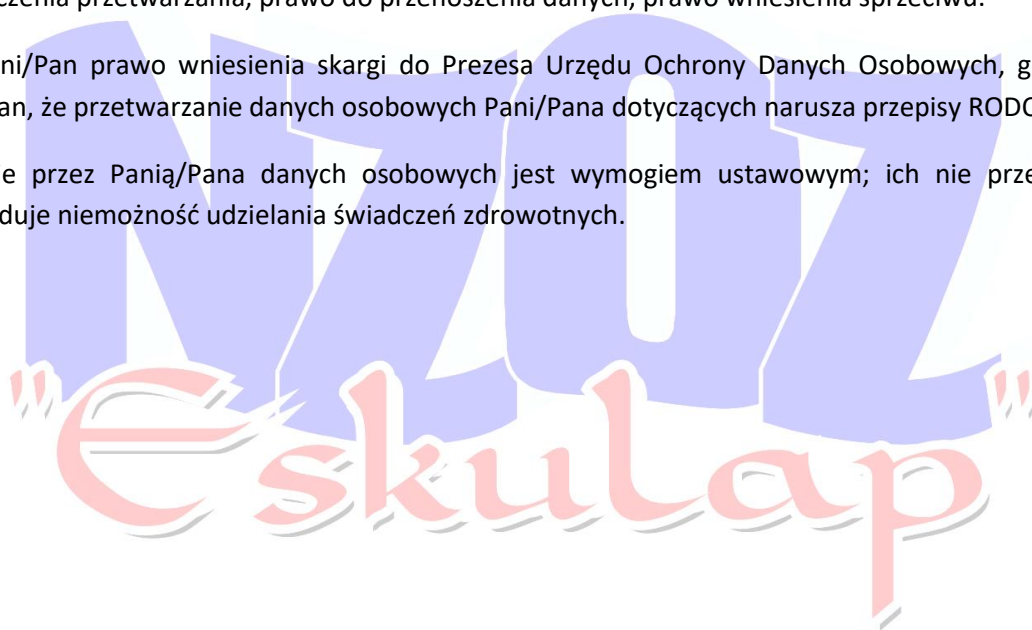 czenia przetwarzania, prawo do przenoszenia danych, prawo wniesienia sprzeciwu.
ni/Pan prawo wniesienia skargi do Prezesa Urzędu Ochrony Danych Osobowych, g
an, że przetwarzanie danych osobowych Pani/Pana dotyczących narusza przepisy RODO
e przez Panią/Pana danych osobowych jest wymogiem ustawowym; ich nie prze
duje niemożność udzielania świadczeń zdrowotnych.
NZOZ
"Eskulap"